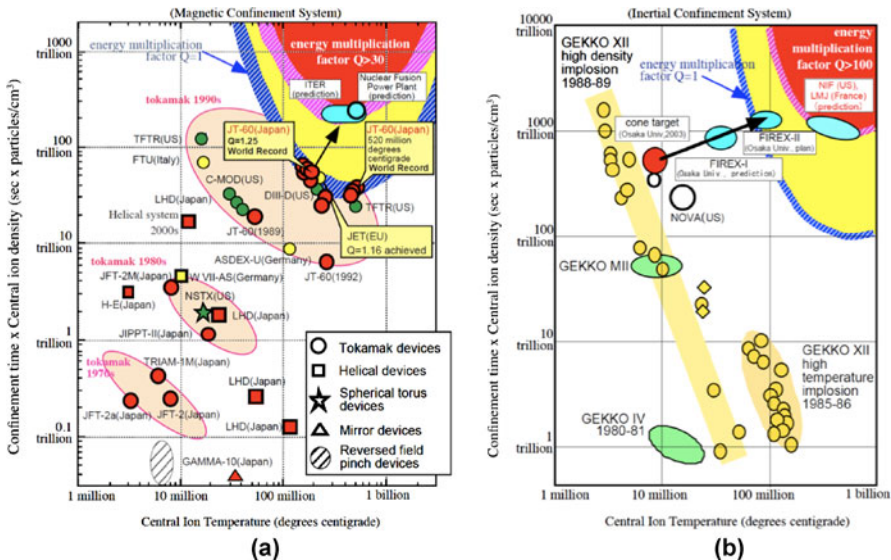 (Magnetic Confinement System)
Confinement time x Central ion density (sec x particles/cm³)
1000
trillion
100
trillion
10
trillion
1
trillion
0.1
trillion
energy multiplication
factor Q=1
energy multiplication
factor Q>30
ITER
(prediction)
Nuclear Fusion
Power Plant
(prediction)
tokamak 1990s
JT-60(Japan)
Q=1.25
World Record
JT-60(Japan)
520 million
degrees
centigrade
World Record
TFTR(US)
FTU(Italy)
C-MOD(US)
DIII-D(US)
TFTR(US)
LHD(Japan)
Helical system
2000s
JT-60(1989)
JET(EU)
Q=1.16 achieved
ASDEX-U(Germany)
JT-60(1992)
tokamak 1980s
JFT-2M(Japan)
W VII-AS(Germany)
H-E(Japan)
NSTX(US)
LHD(Japan)
JIPPT-II(Japan)
tokamak
1970s
TRIAM-1M(Japan)
JFT-2a(Japan)
JFT-2(Japan)
LHD(Japan)
LHD(Japan)
GAMMA-10(Japan)
Tokamak devices
Helical devices
Spherical torus
devices
Mirror devices
Reversed field
pinch devices
1 million
10 million
100 million
1 billion
Central Ion Temperature (degrees centigrade)
(a)
(Inertial Confinement System)
Confinement time x Central ion density (sec x particles/cm³)
10000
trillion
1000
trillion
100
trillion
10
trillion
1
trillion
GEKKO XII
high density
implosion
1988-89
energy multiplication
factor Q=1
energy multiplication
factor Q>100
NIF (US),
LMJ (France)
(prediction)
cone target
(Osaka Univ,2003)
FIREX-II
(Osaka Univ., plan)
FIREX-I
(Osaka Univ., prediction)
NOVA(US)
GEKKO MII
GEKKO XII
high
temperature
implosion
1985-86
GEKKO IV
1980-81
1 million
10 million
100 million
1 billion
Central Ion Temperature (degrees centigrade)
(b)